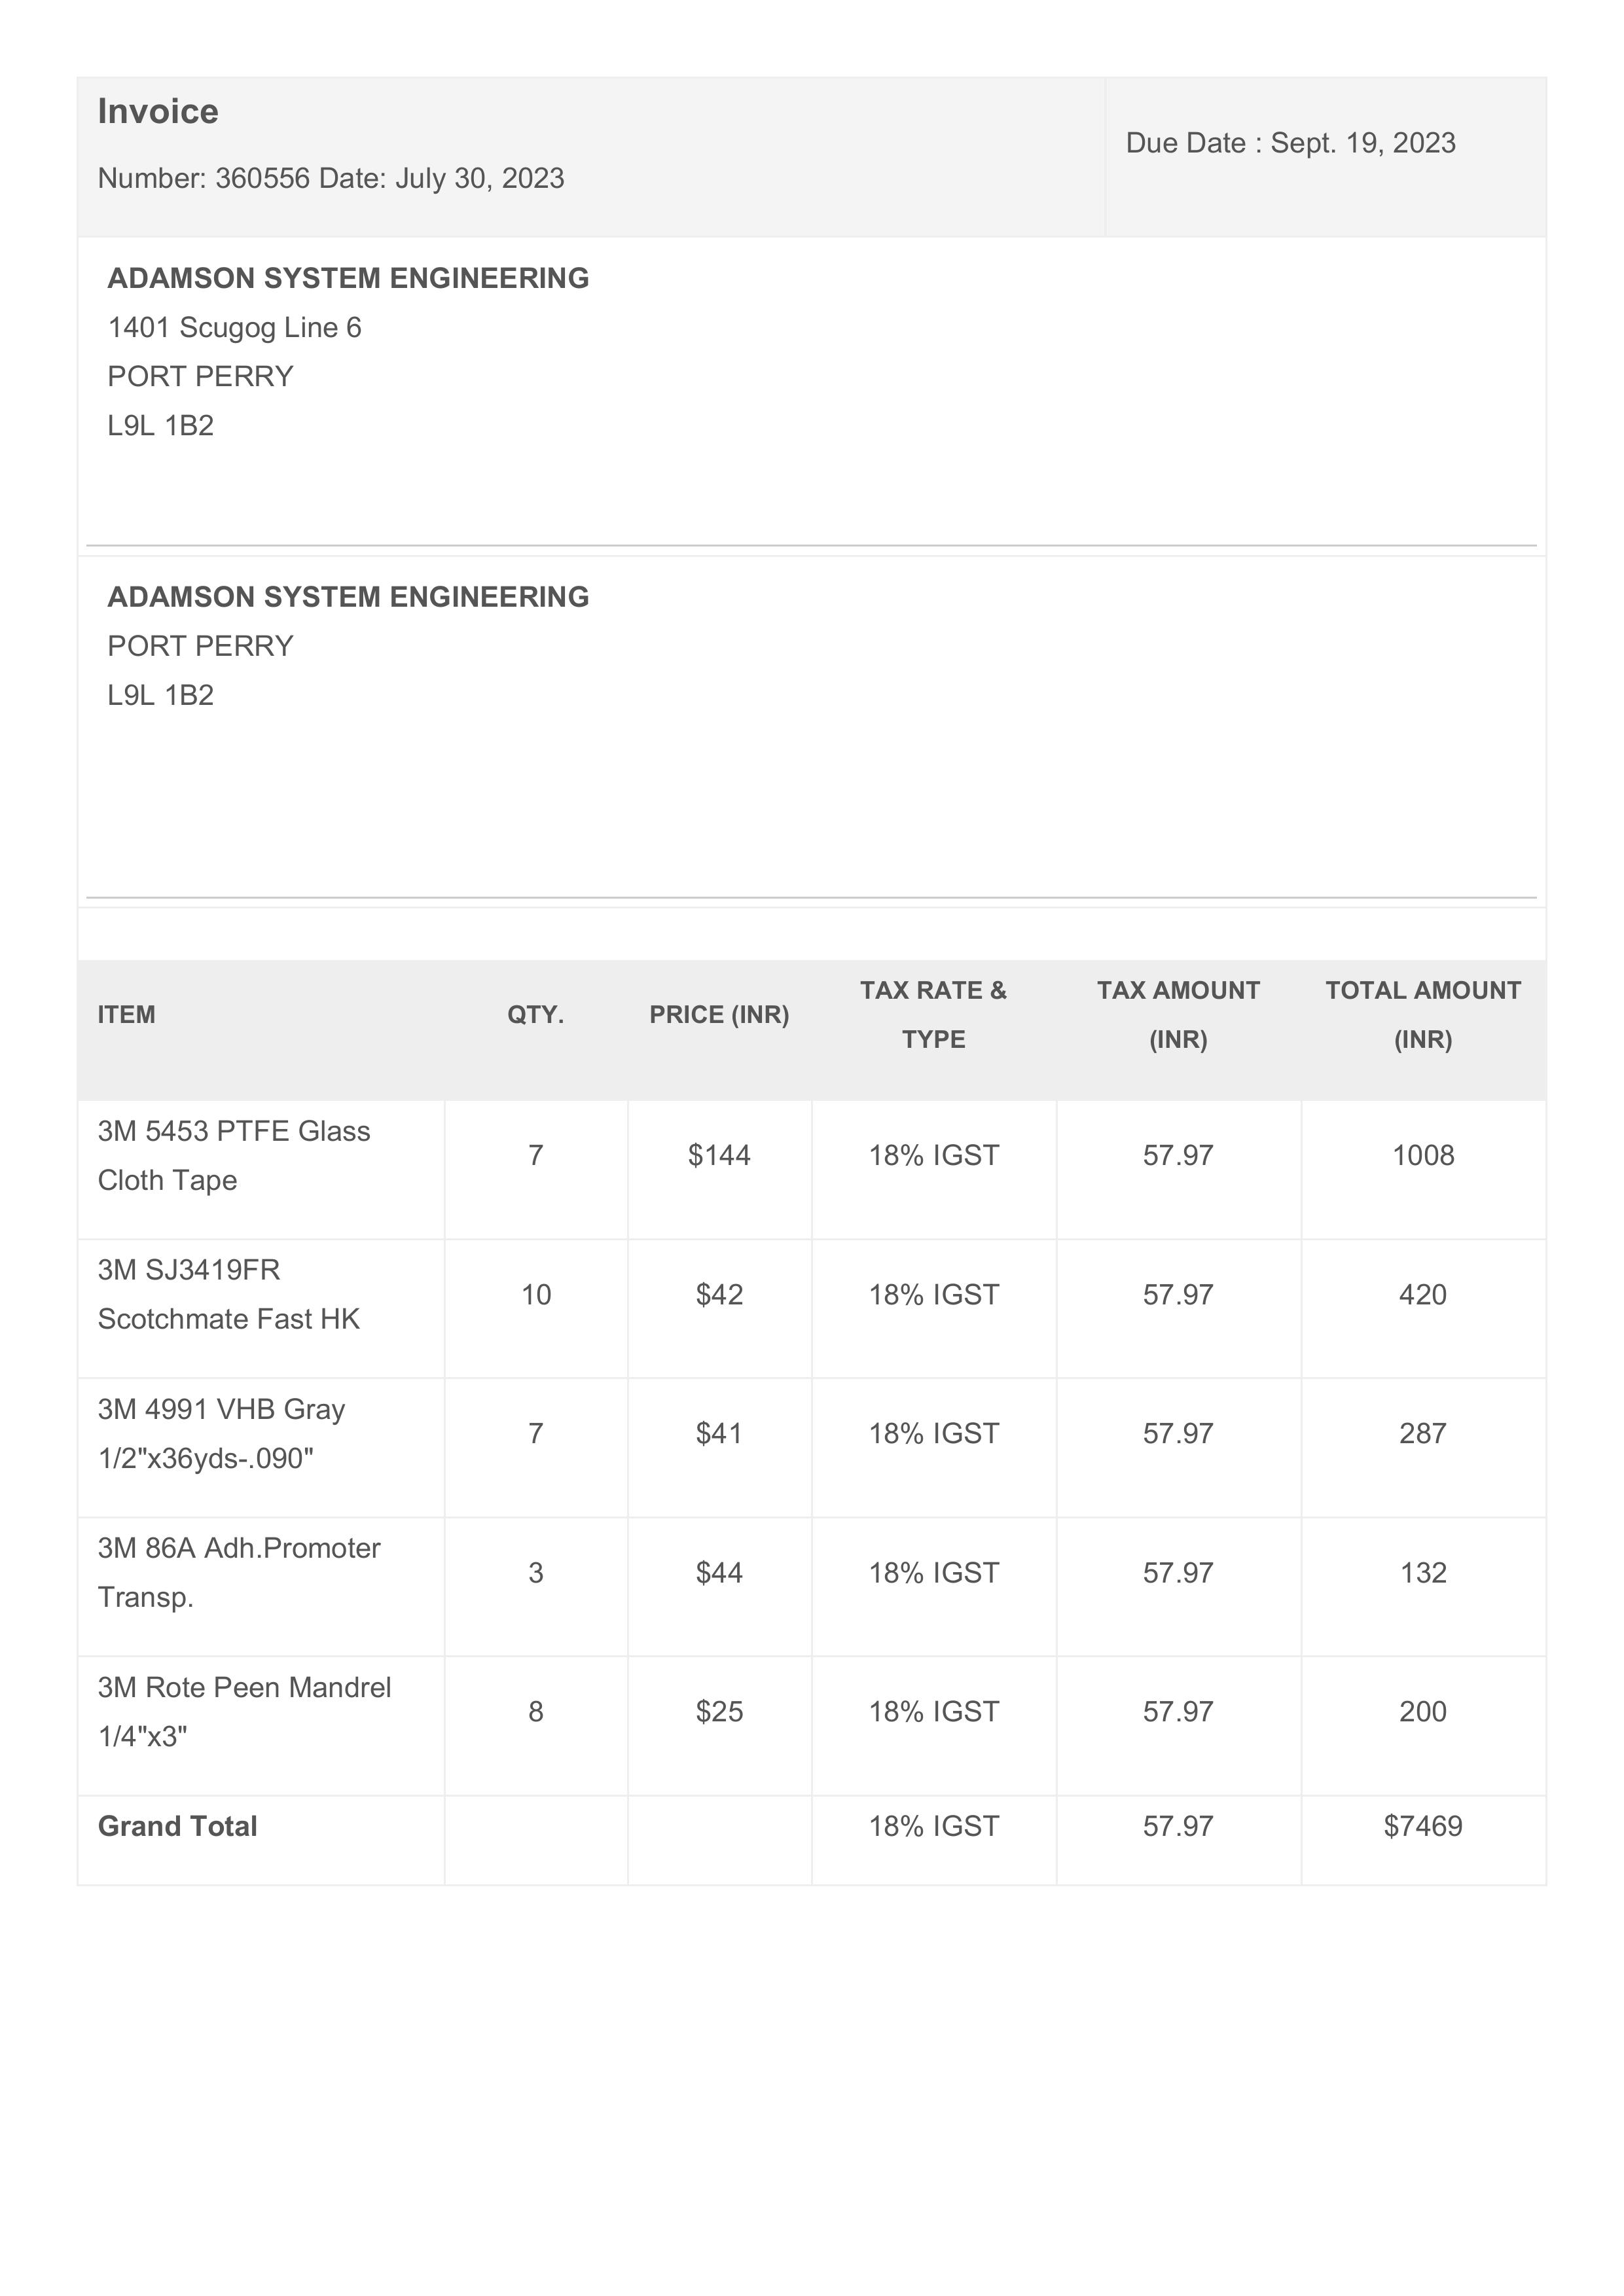 Invoice
Number: 360556 Date: July 30, 2023
Due Date : Sept. 19, 2023
ADAMSON SYSTEM ENGINEERING
1401 Scugog Line 6
PORT PERRY
L9L 1B2
ADAMSON SYSTEM ENGINEERING
PORT PERRY
L9L 1B2
ITEM QTY. PRICE (INR) TAX RATE & TYPE TAX AMOUNT (INR) TOTAL AMOUNT (INR)
3M 5453 PTFE Glass Cloth Tape 7 $144 18% IGST 57.97 1008
3M SJ3419FR Scotchmate Fast HK 10 $42 18% IGST 57.97 420
3M 4991 VHB Gray 1/2"x36yds-.090" 7 $41 18% IGST 57.97 287
3M 86A Adh.Promoter Transp. 3 $44 18% IGST 57.97 132
3M Rote Peen Mandrel 1/4"x3" 8 $25 18% IGST 57.97 200
Grand Total 18% IGST 57.97 $7469